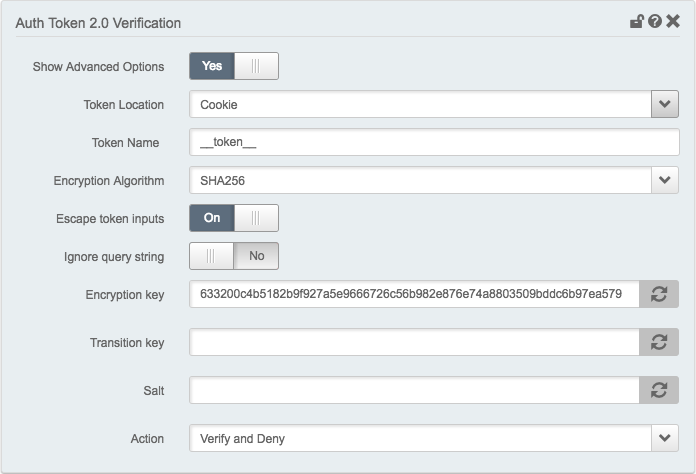 Auth Token 2.0 Verification
Show Advanced Options Yes
Token Location Cookie
Token Name __token__
Encryption Algorithm SHA256
Escape token inputs On
Ignore query string No
Encryption key 633200c4b5182b9f927a5e9666726c56b982e876e74a8803509bddc6b97ea579
Transition key
Salt
Action Verify and Deny